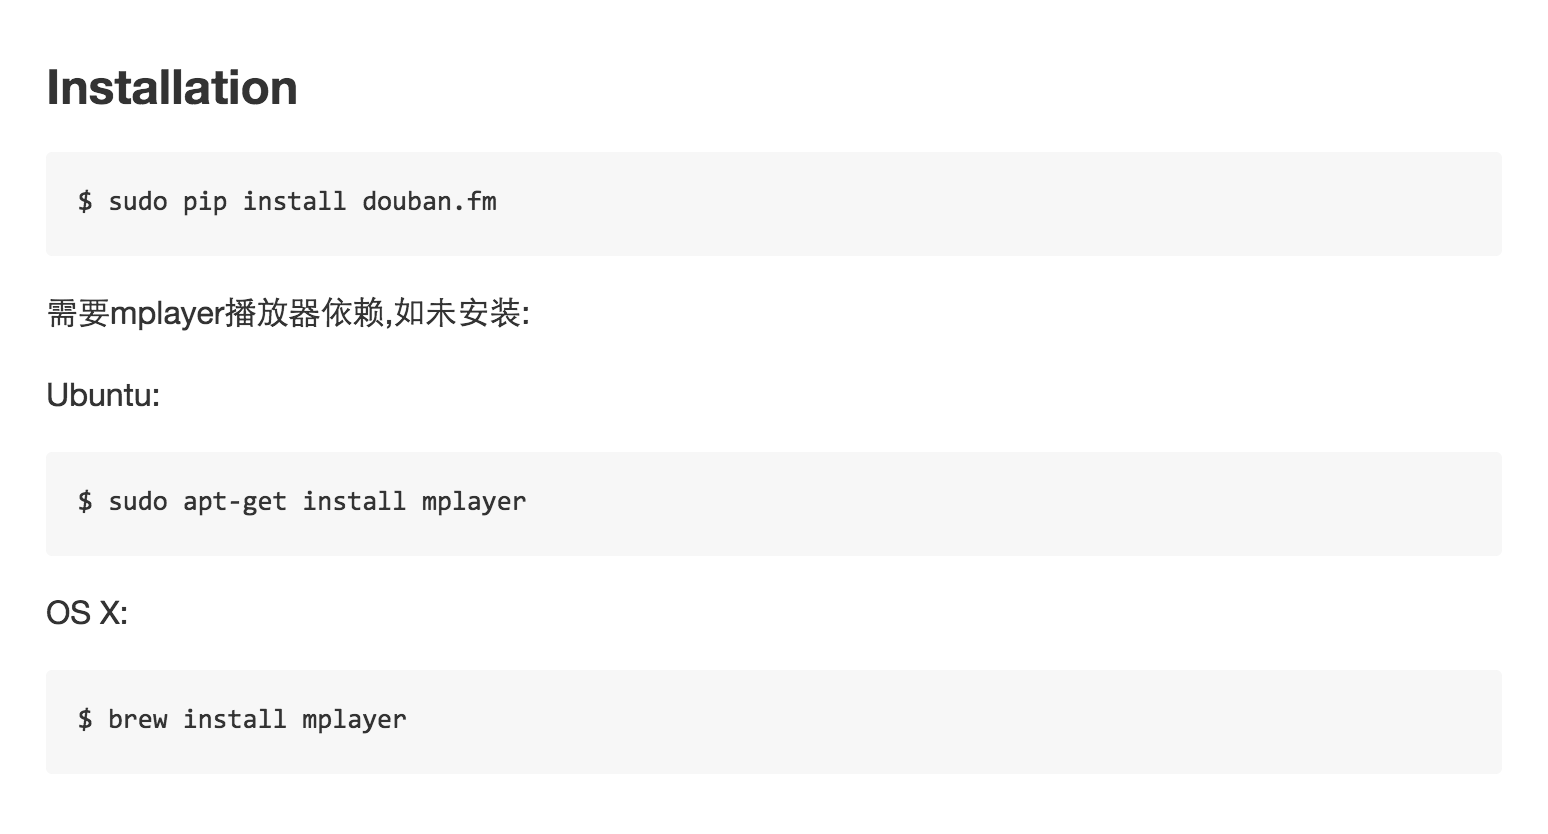 Installation
$ sudo pip install douban.fm
需要mplayer播放器依赖,如未安装:
Ubuntu:
$ sudo apt-get install mplayer
OS X:
$ brew install mplayer